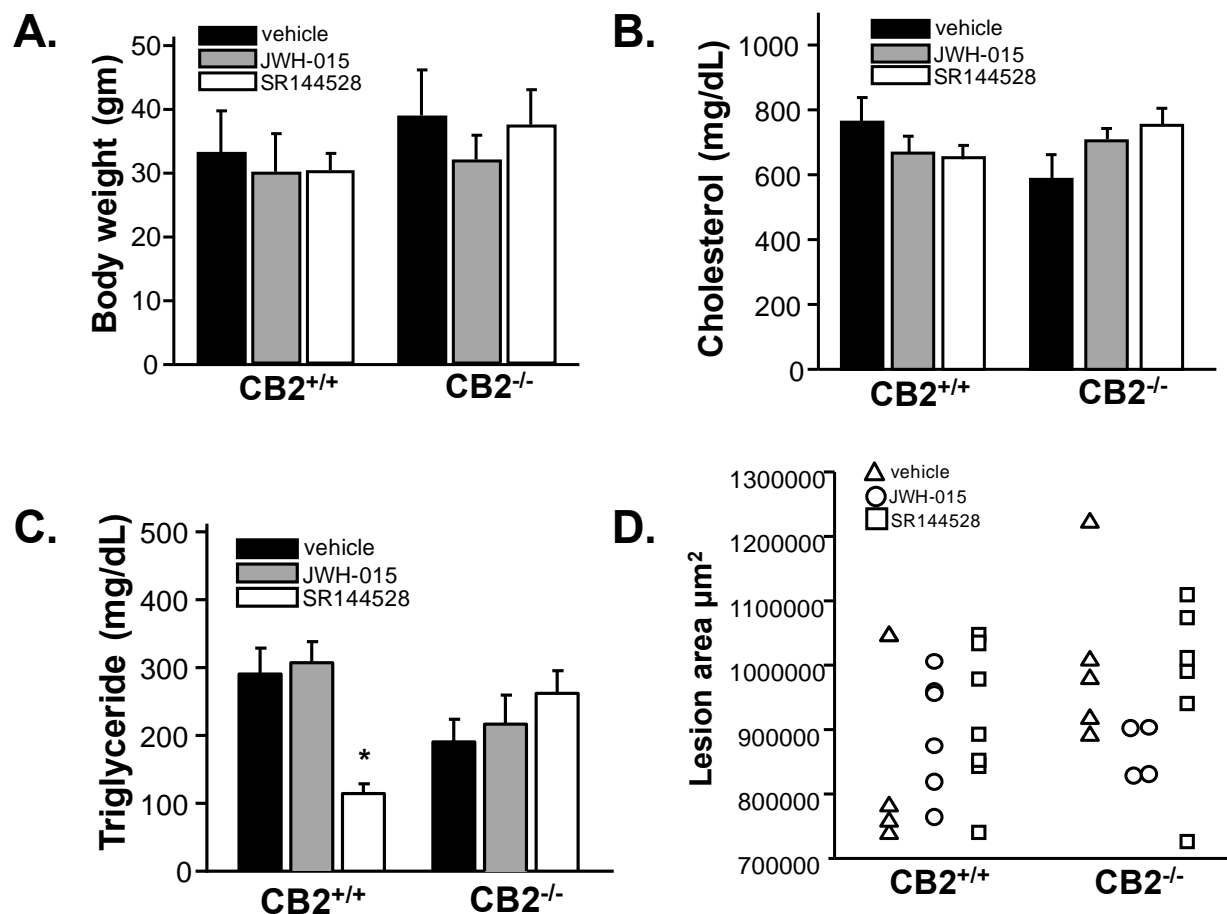 A.
Body weight (gm)
vehicle
JWH-015
SR144528
50
40
30
20
10
0
CB2+/+
CB2-/-
B.
Cholesterol (mg/dL)
vehicle
JWH-015
SR144528
1000
800
600
400
200
0
CB2+/+
CB2-/-
C.
Triglyceride (mg/dL)
vehicle
JWH-015
SR144528
500
400
300
200
100
0
*
CB2+/+
CB2-/-
D.
Lesion area µm²
vehicle
JWH-015
SR144528
1300000
1200000
1100000
1000000
900000
800000
700000
CB2+/+
CB2-/-